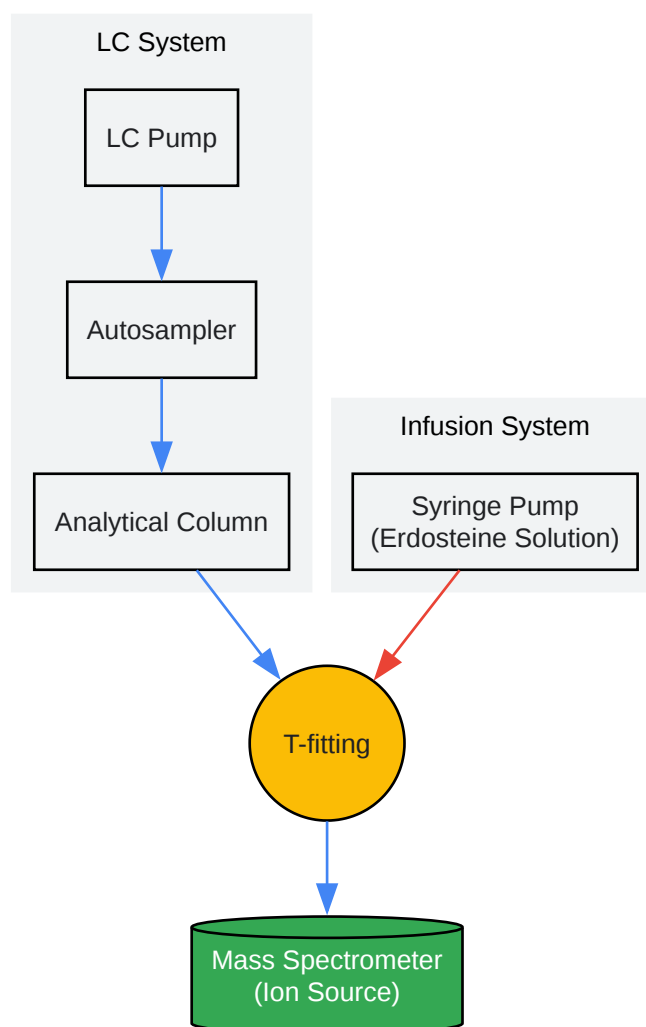 LC System
LC Pump
Autosampler
Analytical Column
Infusion System
Syringe Pump
(Erdosteine Solution)
T-fitting
Mass Spectrometer
(Ion Source)